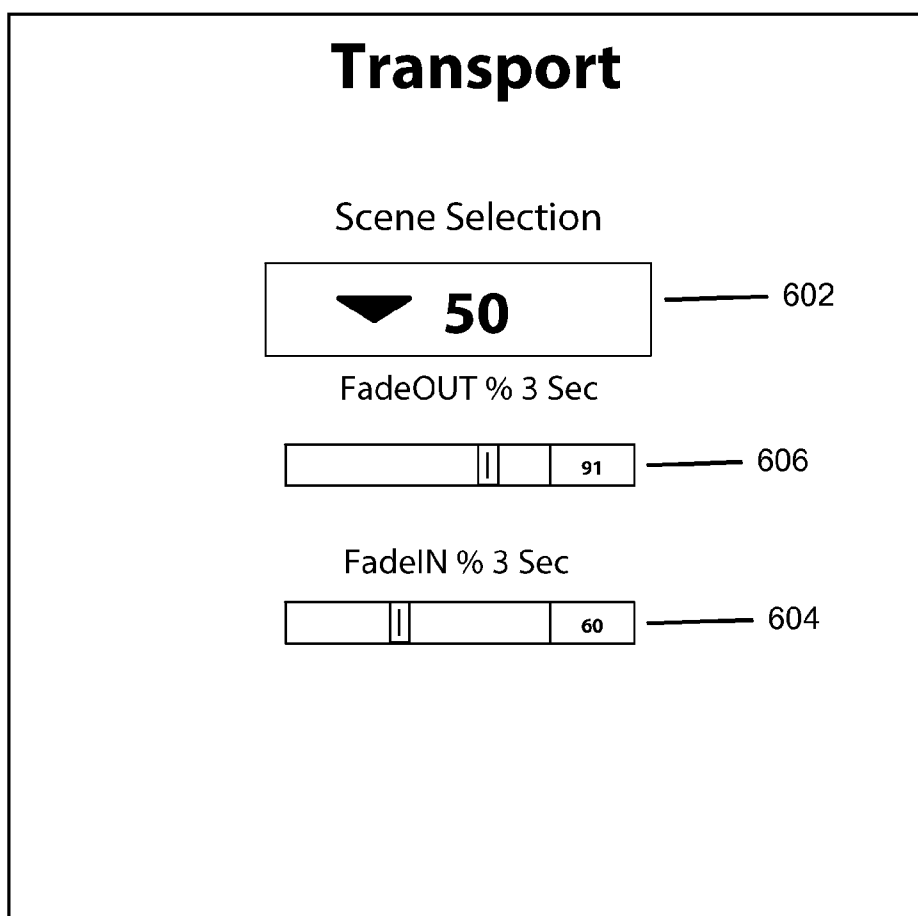 Transport
Scene Selection
50
602
FadeOUT % 3 Sec
91
606
FadeIN % 3 Sec
60
604